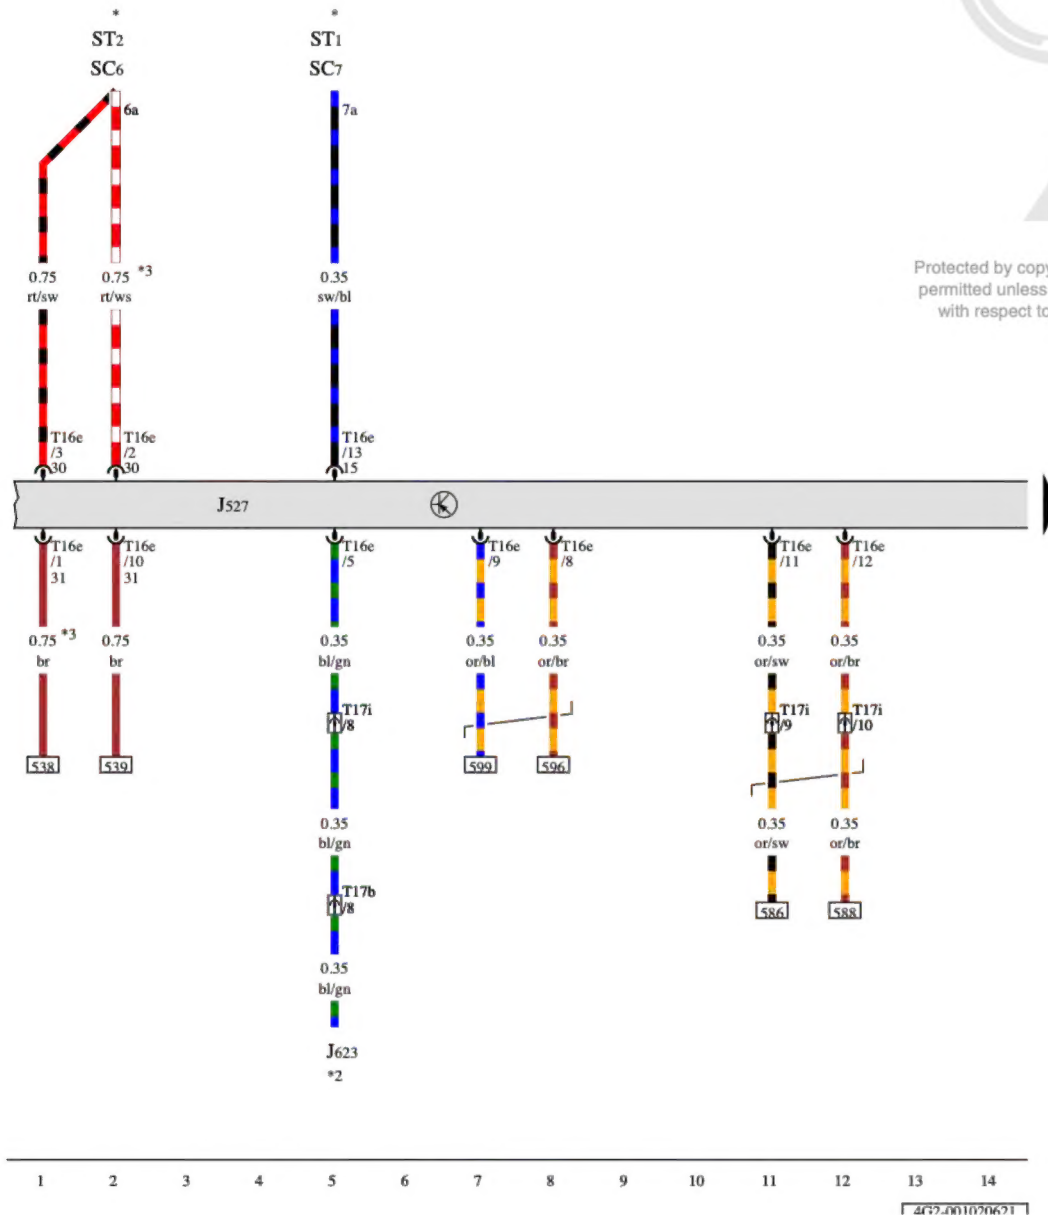 * *
ST2 ST1
SC6 SC7
6a 7a
0.75 0.75 *3 0.35
rt/sw rt/ws sw/bl
Protected by copy
permitted unless
with respect to
T16e T16e T16e
/3 /2 /13
30 30 15
J527
T16e T16e T16e T16e T16e T16e T16e
/1 /10 /5 /9 /8 /11 /12
31 31
0.75 *3 0.75 0.35 0.35 0.35 0.35 0.35
br br bl/gn or/bl or/br or/sw or/br
T17i T17i T17i
/8 /9 /10
538 539 599 596
0.35 0.35 0.35
bl/gn or/sw or/br
T17b
/8
586 588
0.35
bl/gn
J623
*2
1 2 3 4 5 6 7 8 9 10 11 12 13 14
4G2-001020621